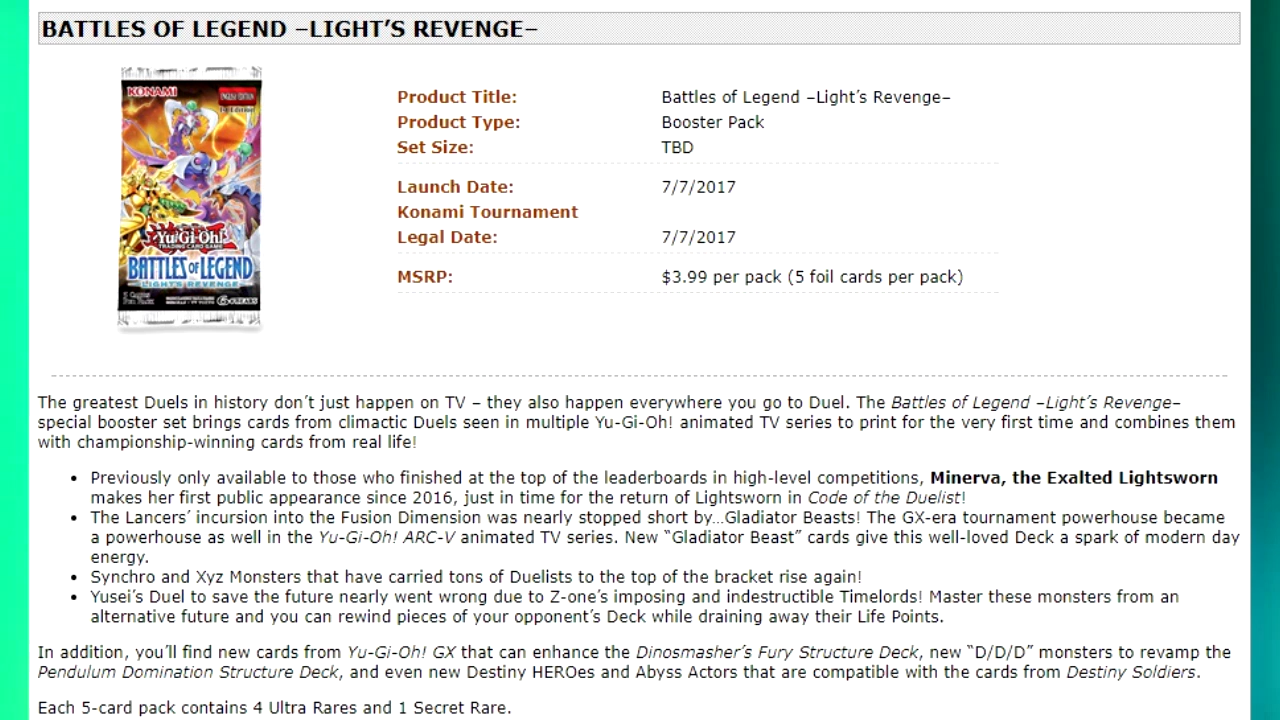 BATTLES OF LEGEND –LIGHT’S REVENGE–
KONAMI
Yu-Gi-Oh!
TRADING CARD GAME
BATTLES OF LEGEND
LIGHT'S REVENGE
5 Cards
Per Pack
Product Title: Battles of Legend –Light’s Revenge–
Product Type: Booster Pack
Set Size: TBD
Launch Date: 7/7/2017
Konami Tournament
Legal Date: 7/7/2017
MSRP: $3.99 per pack (5 foil cards per pack)
The greatest Duels in history don’t just happen on TV – they also happen everywhere you go to Duel. The Battles of Legend –Light’s Revenge–
special booster set brings cards from climactic Duels seen in multiple Yu-Gi-Oh! animated TV series to print for the very first time and combines them
with championship-winning cards from real life!
• Previously only available to those who finished at the top of the leaderboards in high-level competitions, Minerva, the Exalted Lightsworn
makes her first public appearance since 2016, just in time for the return of Lightsworn in Code of the Duelist!
• The Lancers’ incursion into the Fusion Dimension was nearly stopped short by…Gladiator Beasts! The GX-era tournament powerhouse became
a powerhouse as well in the Yu-Gi-Oh! ARC-V animated TV series. New “Gladiator Beast” cards give this well-loved Deck a spark of modern day
energy.
• Synchro and Xyz Monsters that have carried tons of Duelists to the top of the bracket rise again!
• Yusei’s Duel to save the future nearly went wrong due to Z-one’s imposing and indestructible Timelords! Master these monsters from an
alternative future and you can rewind pieces of your opponent’s Deck while draining away their Life Points.
In addition, you’ll find new cards from Yu-Gi-Oh! GX that can enhance the Dinosmasher’s Fury Structure Deck, new “D/D/D” monsters to revamp the
Pendulum Domination Structure Deck, and even new Destiny HEROes and Abyss Actors that are compatible with the cards from Destiny Soldiers.
Each 5-card pack contains 4 Ultra Rares and 1 Secret Rare.